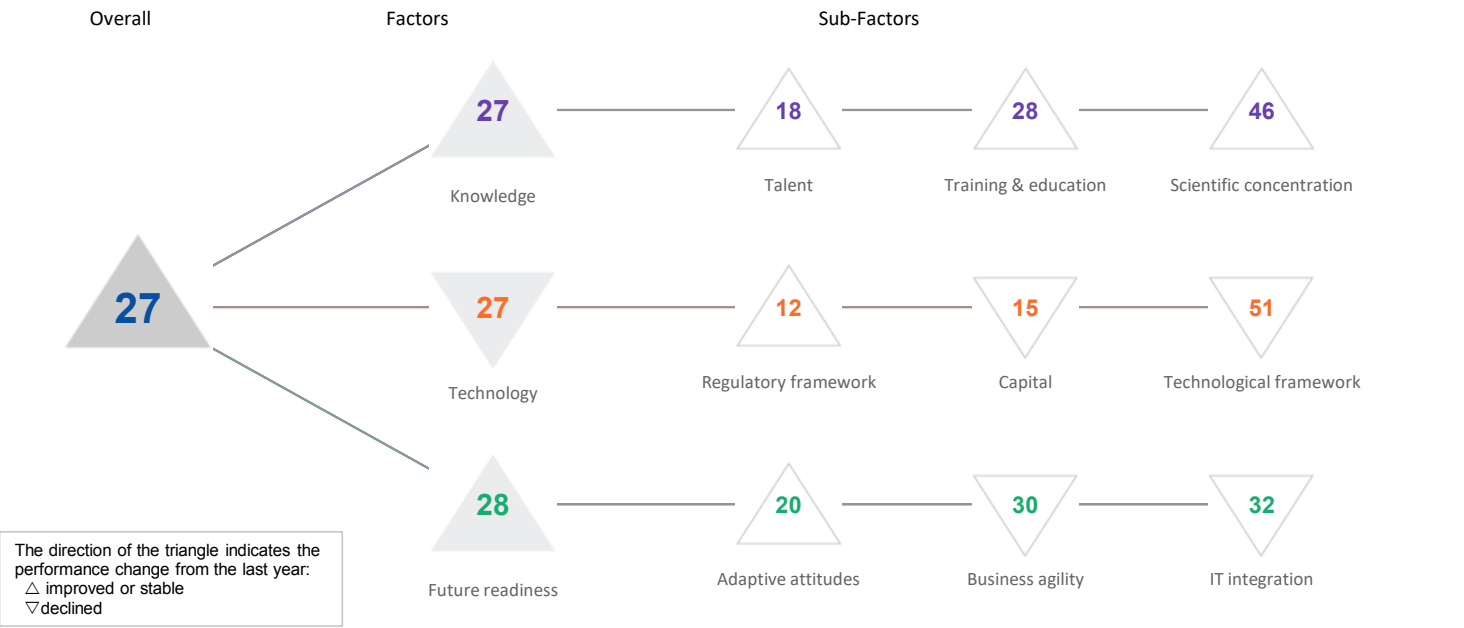 Overall Factors Sub-Factors
27 18 28 46
Knowledge Talent Training & education Scientific concentration
27
27 12 15 51
Technology Regulatory framework Capital Technological framework
28 20 30 32
Future readiness Adaptive attitudes Business agility IT integration
The direction of the triangle indicates the
performance change from the last year:
△ improved or stable
▽declined